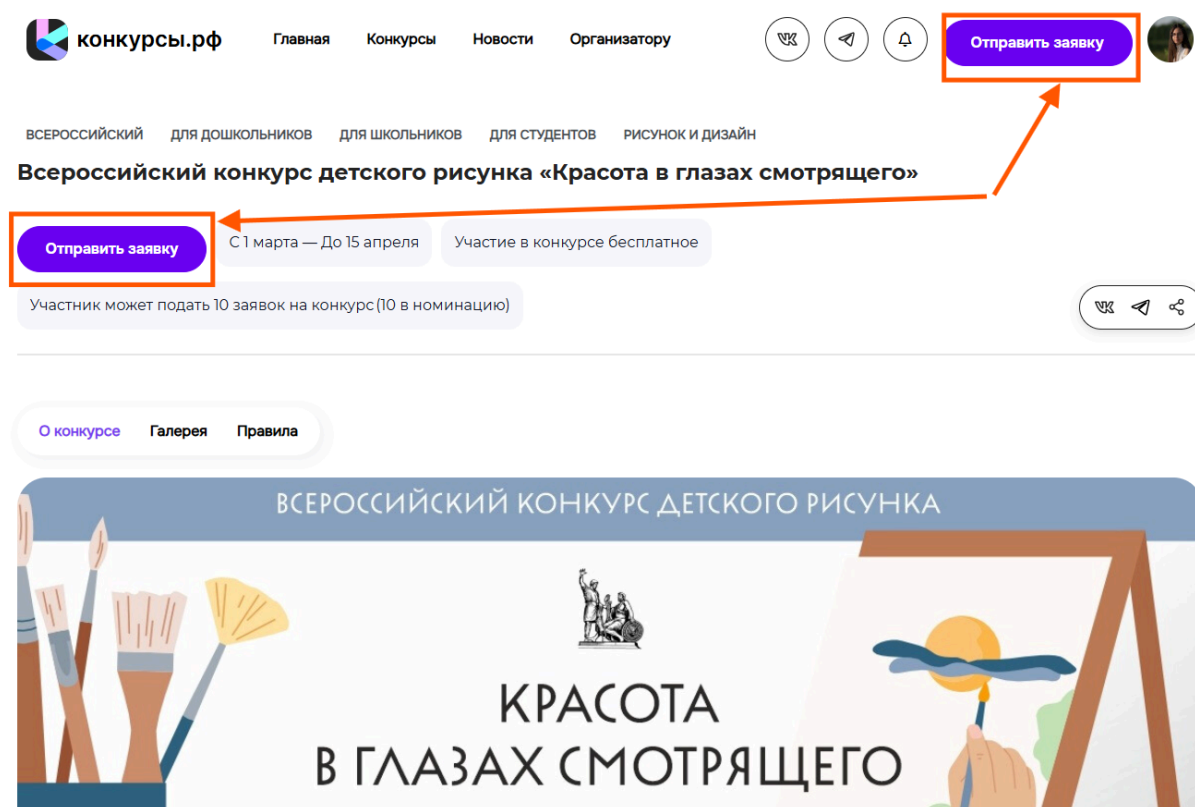 конкурсы.рф Главная Конкурсы Новости Организатору Отправить заявку
ВСЕРОССИЙСКИЙ ДЛЯ ДОШКОЛЬНИКОВ ДЛЯ ШКОЛЬНИКОВ ДЛЯ СТУДЕНТОВ РИСУНОК И ДИЗАЙН
Всероссийский конкурс детского рисунка «Красота в глазах смотрящего»
Отправить заявку С 1 марта — До 15 апреля Участие в конкурсе бесплатное
Участник может подать 10 заявок на конкурс (10 в номинацию)
О конкурсе Галерея Правила
ВСЕРОССИЙСКИЙ КОНКУРС ДЕТСКОГО РИСУНКА
КРАСОТА
В ГЛАЗАХ СМОТРЯЩЕГО